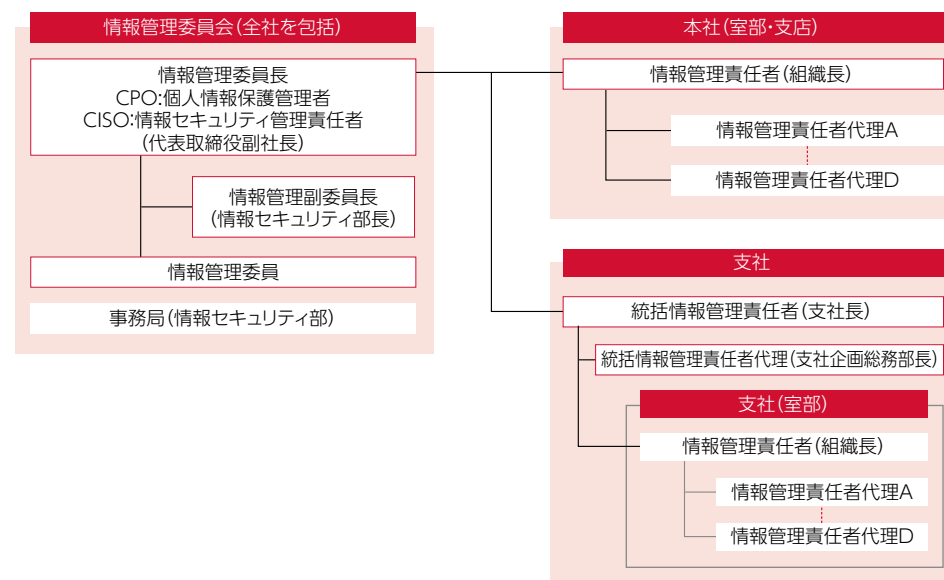 情報管理委員会(全社を包括)
情報管理委員長
CPO:個人情報保護管理者
CISO:情報セキュリティ管理責任者
(代表取締役副社長)
情報管理副委員長
(情報セキュリティ部長)
情報管理委員
事務局(情報セキュリティ部)
本社(室部・支店)
情報管理責任者(組織長)
情報管理責任者代理A
情報管理責任者代理D
支社
統括情報管理責任者(支社長)
統括情報管理責任者代理(支社企画総務部長)
支社(室部)
情報管理責任者(組織長)
情報管理責任者代理A
情報管理責任者代理D